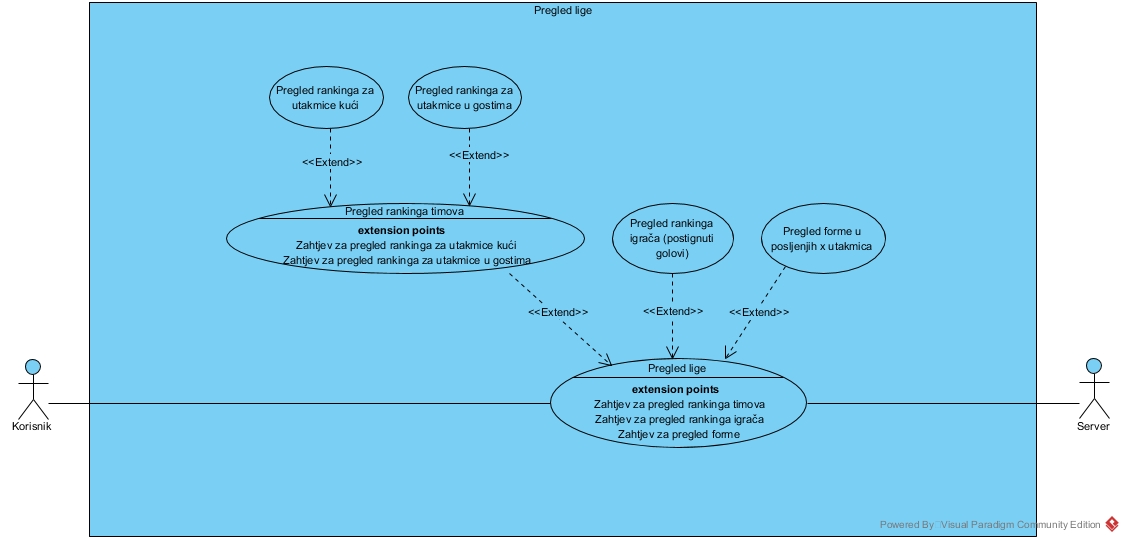 Pregled lige
Pregled rankinga za
utakmice kući
Pregled rankinga za
utakmice u gostima
<<Extend>>
<<Extend>>
Pregled rankinga timova
extension points
Zahtjev za pregled rankinga za utakmice kući
Zahtjev za pregled rankinga za utakmice u gostima
Pregled rankinga
igrača (postignuti
golovi)
Pregled forme u
posljenjih x utakmica
<<Extend>>
<<Extend>>
<<Extend>>
Pregled lige
extension points
Zahtjev za pregled rankinga timova
Zahtjev za pregled rankinga igrača
Zahtjev za pregled forme
Korisnik
Server
Powered By Visual Paradigm Community Edition